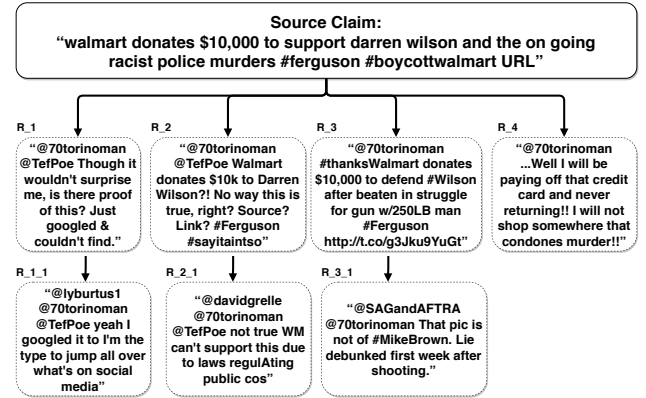 Source Claim:
“walmart donates $10,000 to support darren wilson and the on going
racist police murders #ferguson #boycottwalmart URL”
R_1
“@70torinoman
@TefPoe Though it
wouldn't surprise
me, is there proof
of this? Just
googled &
couldn't find.”
R_2
“@70torinoman
@TefPoe Walmart
donates $10k to Darren
Wilson?! No way this is
true, right? Source?
Link? #Ferguson
#sayitaintso”
R_3
“@70torinoman
#thanksWalmart donates
$10,000 to defend #Wilson
after beaten in struggle
for gun w/250LB man
#Ferguson
http://t.co/g3Jku9YuGt”
R_4
“@70torinoman
...Well I will be
paying off that credit
card and never
returning!! I will not
shop somewhere that
condones murder!!”
R_1_1
“@lyburtus1
@70torinoman
@TefPoe yeah I
googled it to I'm the
type to jump all over
what's on social
media”
R_2_1
“@davidgrelle
@70torinoman
@TefPoe not true WM
can't support this due
to laws regulAting
public cos”
R_3_1
“@SAGandAFTRA
@70torinoman That pic is
not of #MikeBrown. Lie
debunked first week after
shooting.”